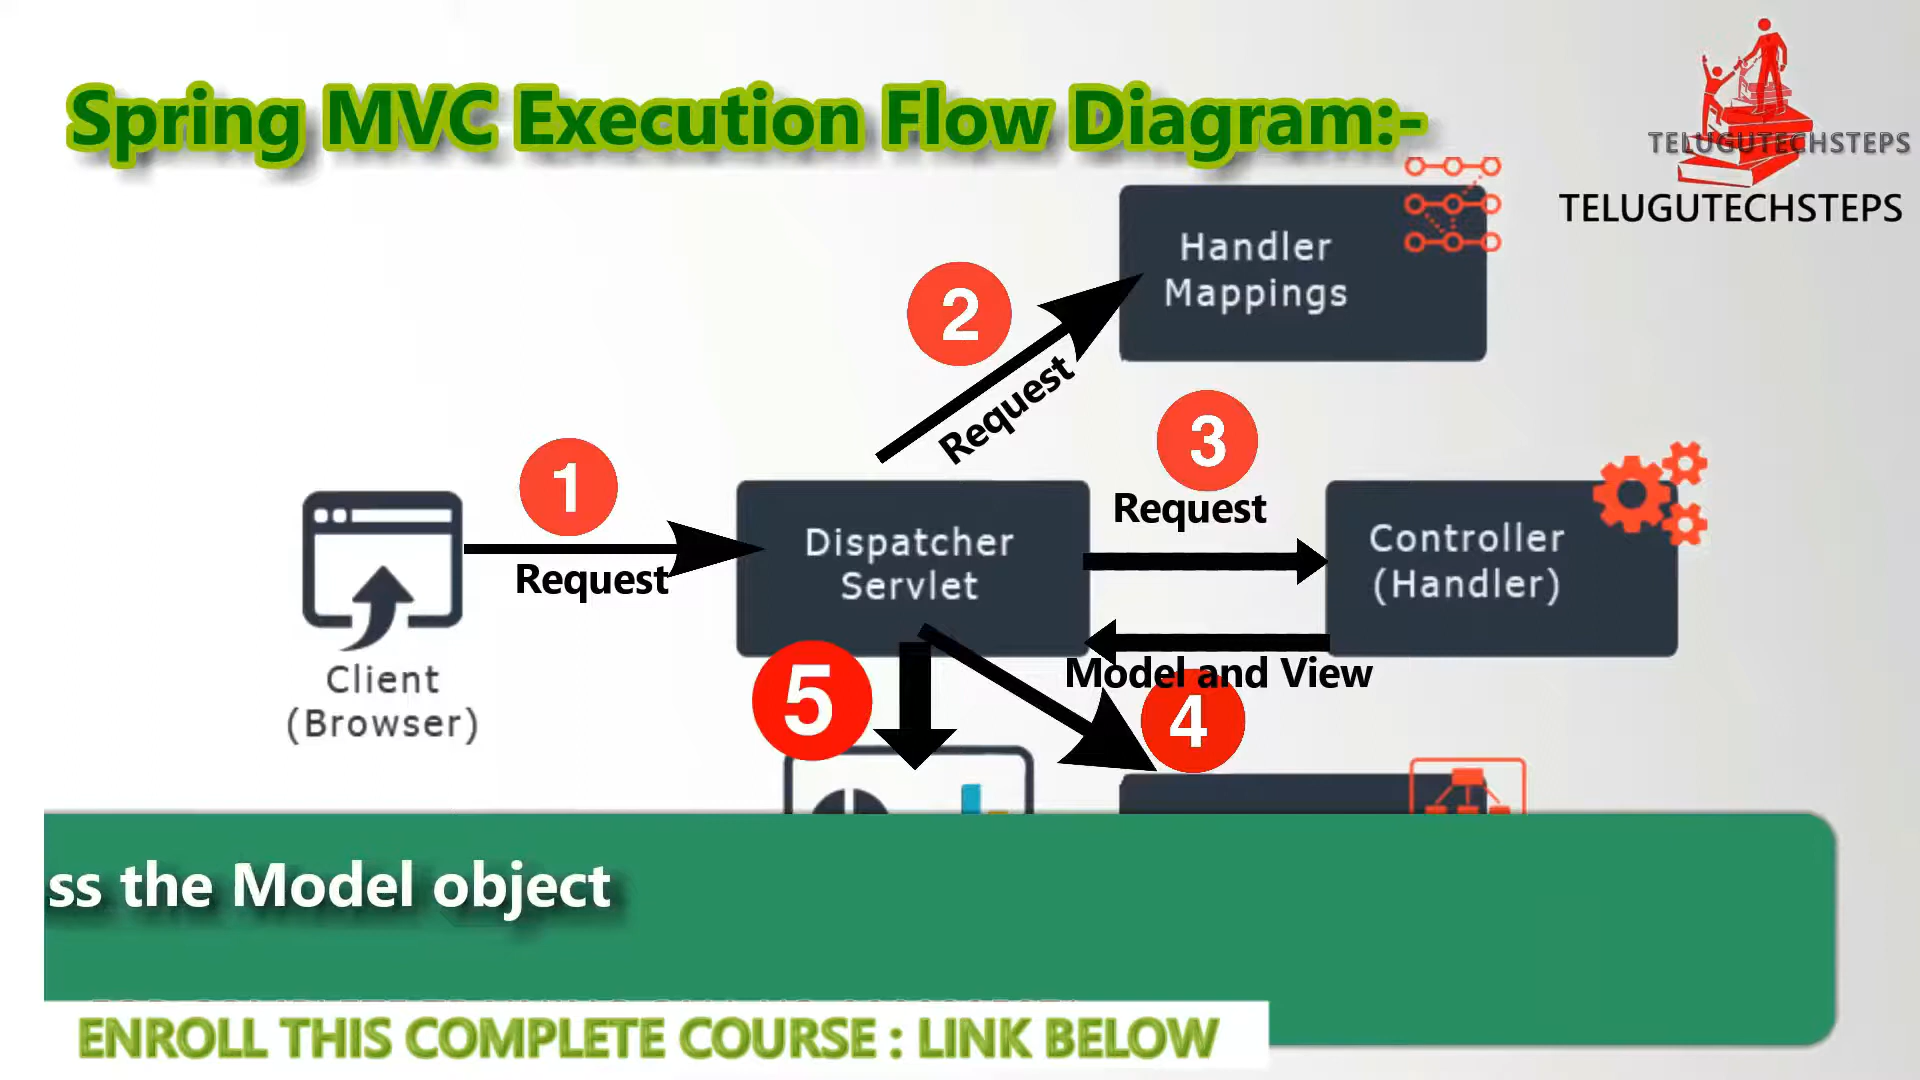 Spring MVC Execution Flow Diagram:-
TELUGUTECHSTEPS
TELUGUTECHSTEPS
Handler
Mappings
2
Request
3
Request
1
Request
Dispatcher
Servlet
Controller
(Handler)
Model and View
Client
(Browser)
5
4
ss the Model object
ENROLL THIS COMPLETE COURSE : LINK BELOW